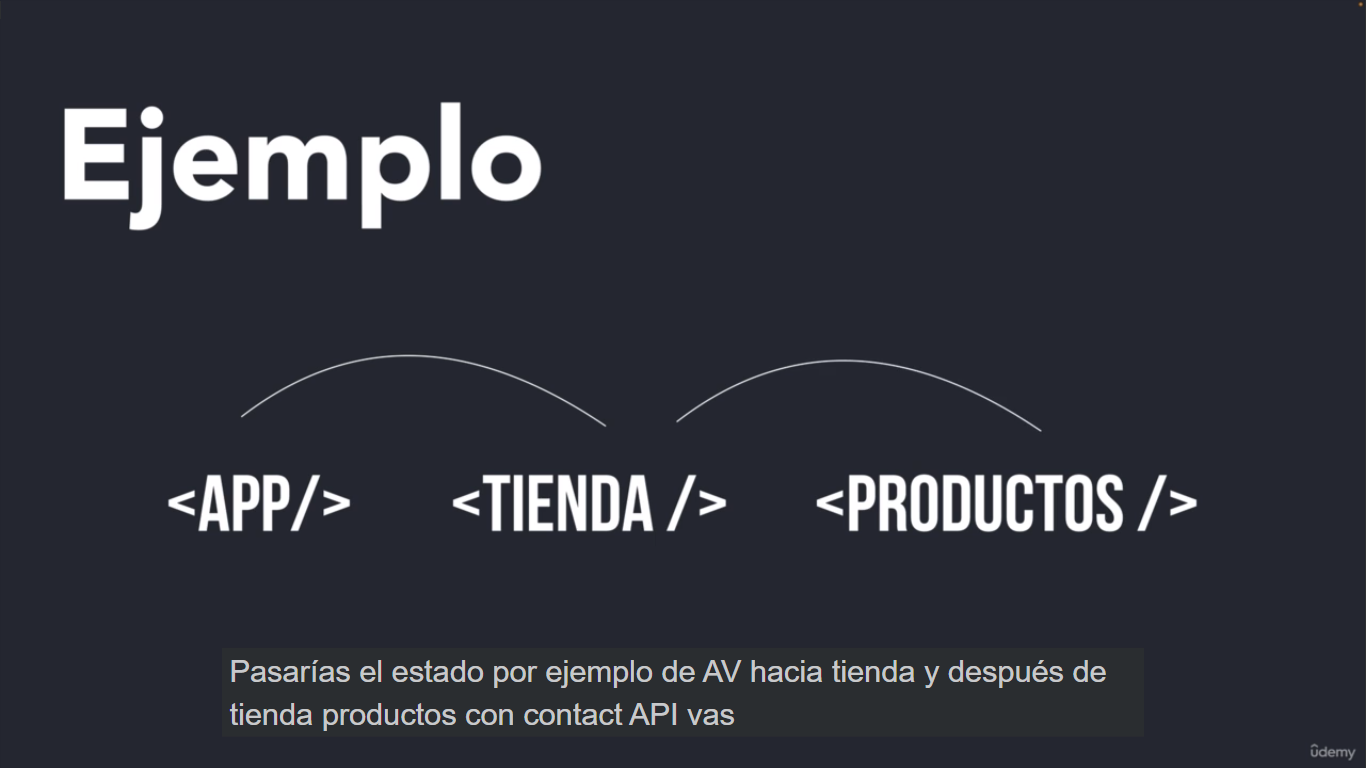 Ejemplo
<APP/> <TIENDA /> <PRODUCTOS />
Pasarías el estado por ejemplo de AV hacia tienda y después de
tienda productos con contact API vas
ûdemy